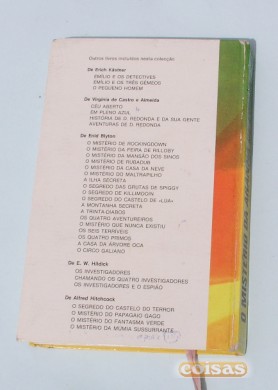 Outros livros incluídos nesta colecção:
De Erich Kästner
EMÍLIO E OS DETECTIVES
EMÍLIO E OS TRÊS GÉMEOS
O PEQUENO HOMEM
De Virgínia de Castro e Almeida
CÉU ABERTO
EM PLENO AZUL
HISTÓRIA DE D. REDONDA E DA SUA GENTE
AVENTURAS DE D. REDONDA
De Enid Blyton
O MISTÉRIO DE ROCKINGDOWN
O MISTÉRIO DA FEIRA DE RILLOBY
O MISTÉRIO DA MANSÃO DOS SINOS
O MISTÉRIO DE RUBADUB
O MISTÉRIO DA CASA DA NEVE
O MISTÉRIO DO MALTRAPILHO
A ILHA SECRETA
O SEGREDO DAS GRUTAS DE SPIGGY
O SEGREDO DE KILLIMOOIN
O SEGREDO DO CASTELO DE
A MONTANHA SECRETA
A TRINTA-DIABOS
OS QUATRO AVENTUREIROS
O MISTÉRIO QUE NUNCA EXISTIU
OS SEIS TERRÍVEIS
OS QUATRO PRIMOS
A CASA DA ÁRVORE OCA
O CIRCO GALIANO
De E. W. Hildick
OS INVESTIGADORES
CHAMANDO OS QUATRO INVESTIGADORES
OS INVESTIGADORES E O ESPIÃO
De Alfred Hitchcock
O SEGREDO DO CASTELO DO TERROR
O MISTÉRIO DO PAPAGAIO GAGO
O MISTÉRIO DO FANTASMA VERDE
O MISTÉRIO DA MÚMIA SUSSURRANTE
O MISTÉRIO DA
coisas